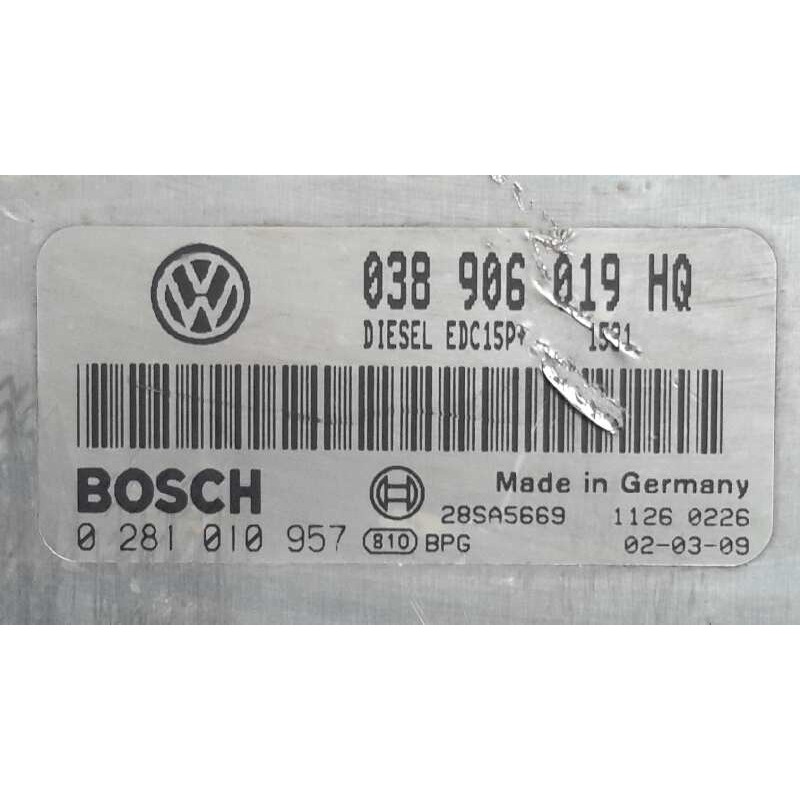 038 906 019 HQ
DIESEL EDC15P+ 1531
BOSCH
Made in Germany
28SA5669 1126 0226
0 281 010 957 810 BPG 02-03-09